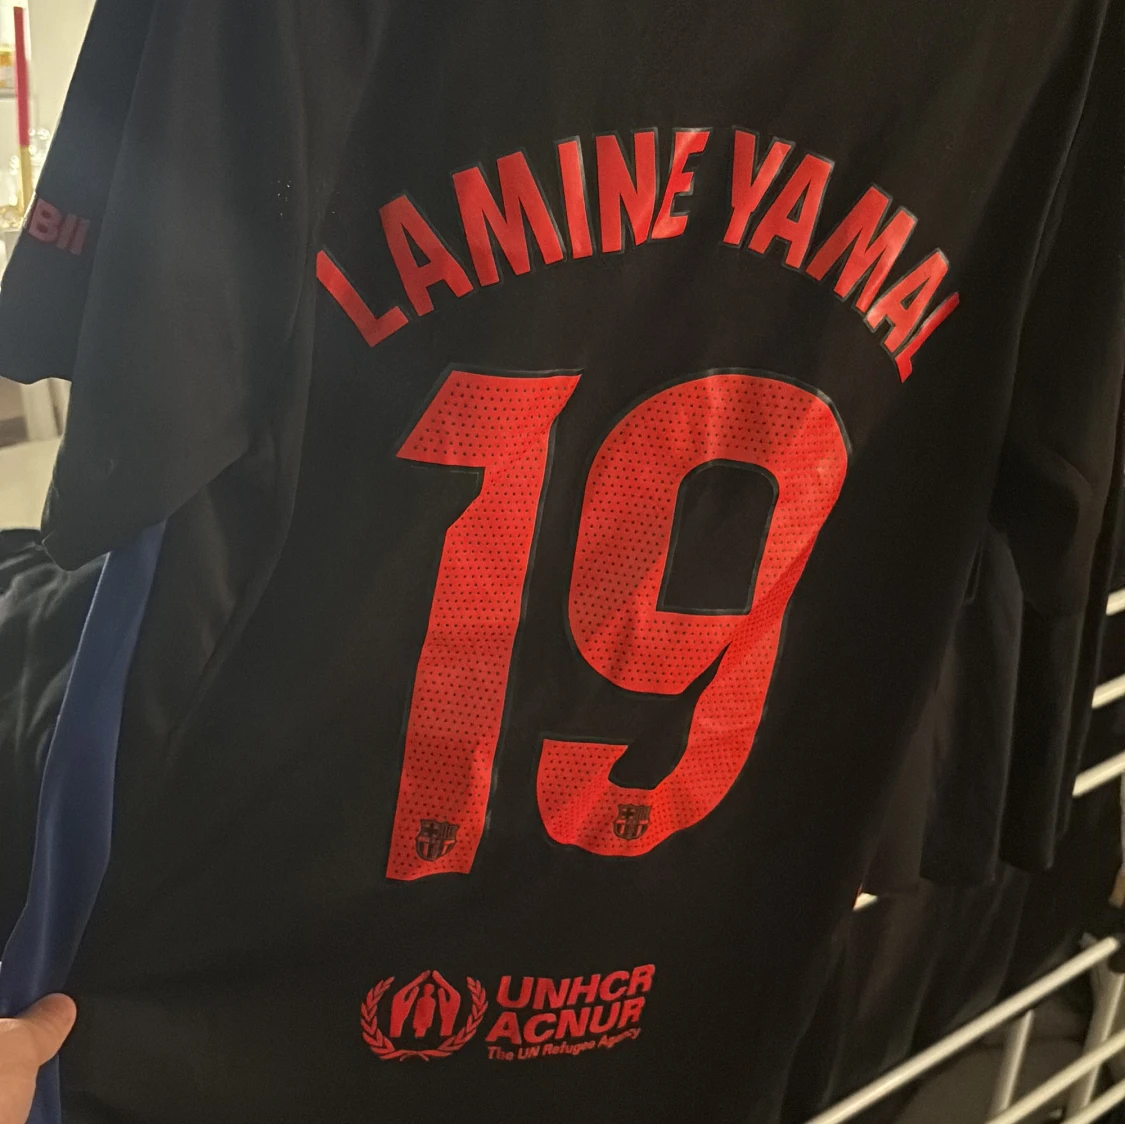 LAMINE YAMAL
19
UNHCR
ACNUR
The UN Refugee Agency